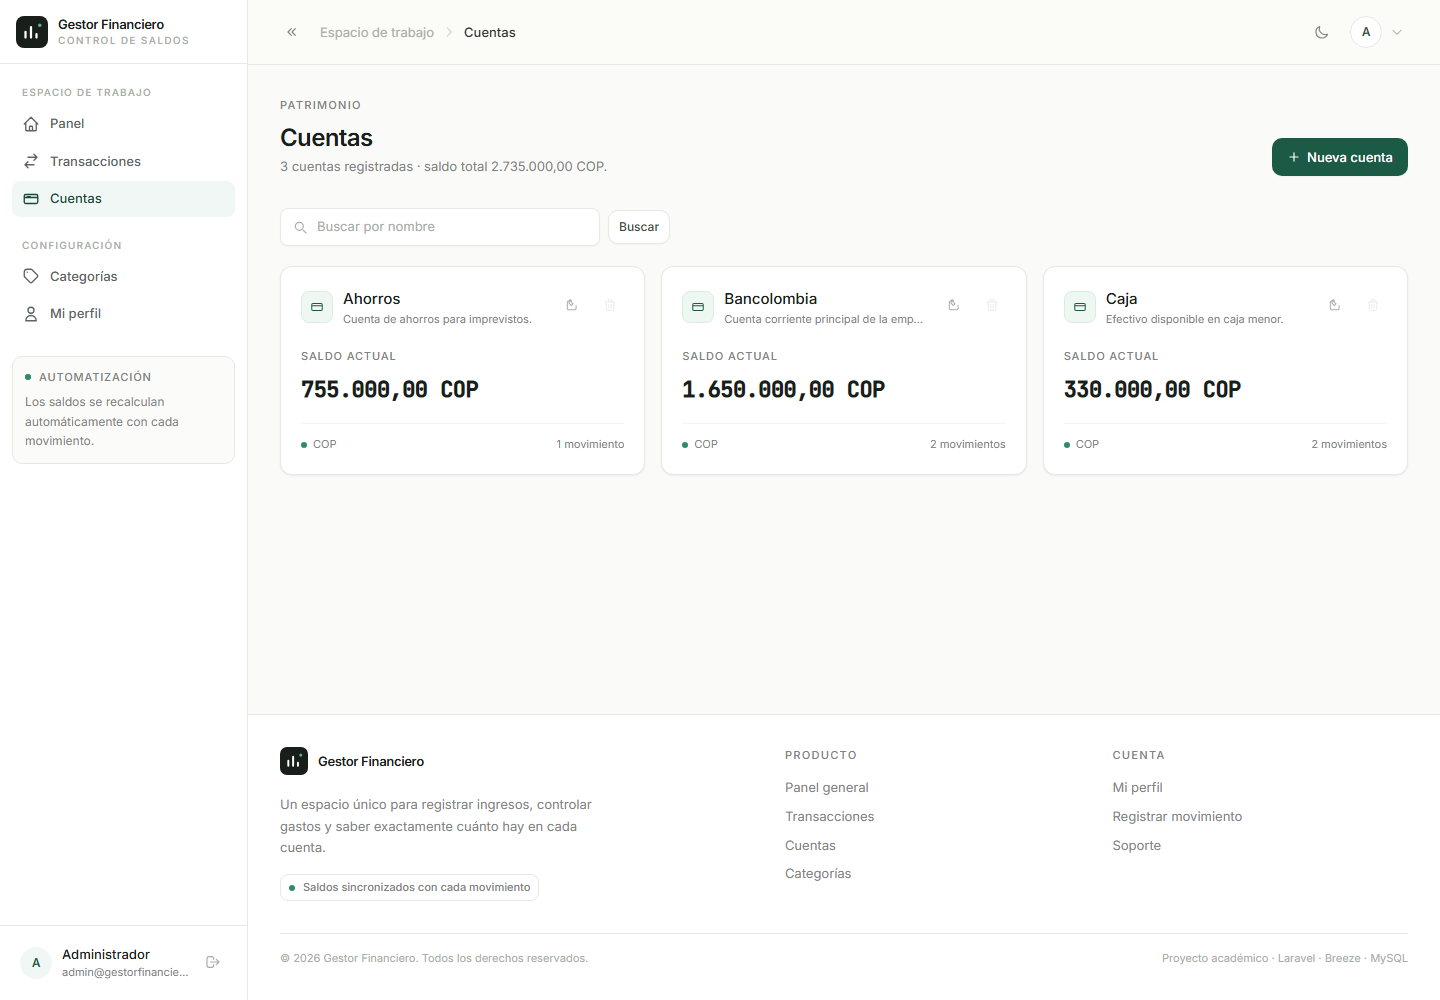 Gestor Financiero
CONTROL DE SALDOS
ESPACIO DE TRABAJO
Panel
Transacciones
Cuentas
CONFIGURACIÓN
Categorías
Mi perfil
AUTOMATIZACIÓN
Los saldos se recalculan
automáticamente con cada
movimiento.
A
Administrador
admin@gestorfinancie...
Espacio de trabajo
Cuentas
A
PATRIMONIO
Cuentas
3 cuentas registradas · saldo total 2.735.000,00 COP.
+ Nueva cuenta
Buscar por nombre
Buscar
Ahorros
Cuenta de ahorros para imprevistos.
SALDO ACTUAL
755.000,00 COP
COP
1 movimiento
Bancolombia
Cuenta corriente principal de la emp...
SALDO ACTUAL
1.650.000,00 COP
COP
2 movimientos
Caja
Efectivo disponible en caja menor.
SALDO ACTUAL
330.000,00 COP
COP
2 movimientos
Gestor Financiero
Un espacio único para registrar ingresos, controlar
gastos y saber exactamente cuánto hay en cada
cuenta.
Saldos sincronizados con cada movimiento
PRODUCTO
Panel general
Transacciones
Cuentas
Categorías
CUENTA
Mi perfil
Registrar movimiento
Soporte
© 2026 Gestor Financiero. Todos los derechos reservados.
Proyecto académico · Laravel · Breeze · MySQL